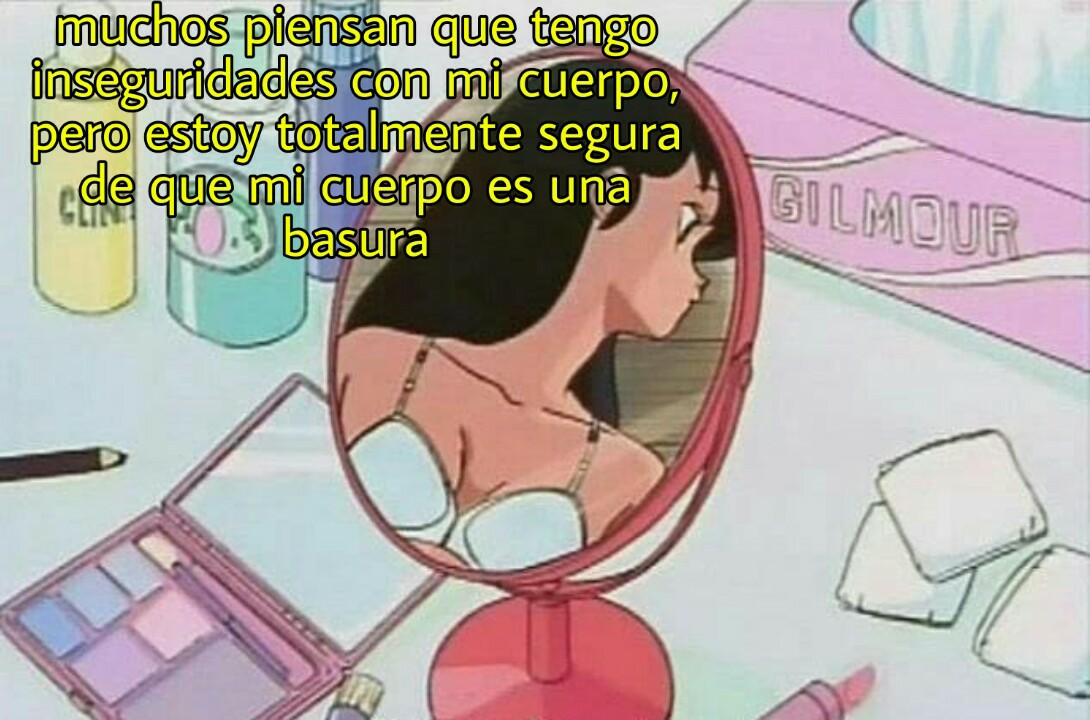 muchos piensan que tengo
inseguridades con mi cuerpo,
pero estoy totalmente segura
de que mi cuerpo es una
basura
GILMOUR